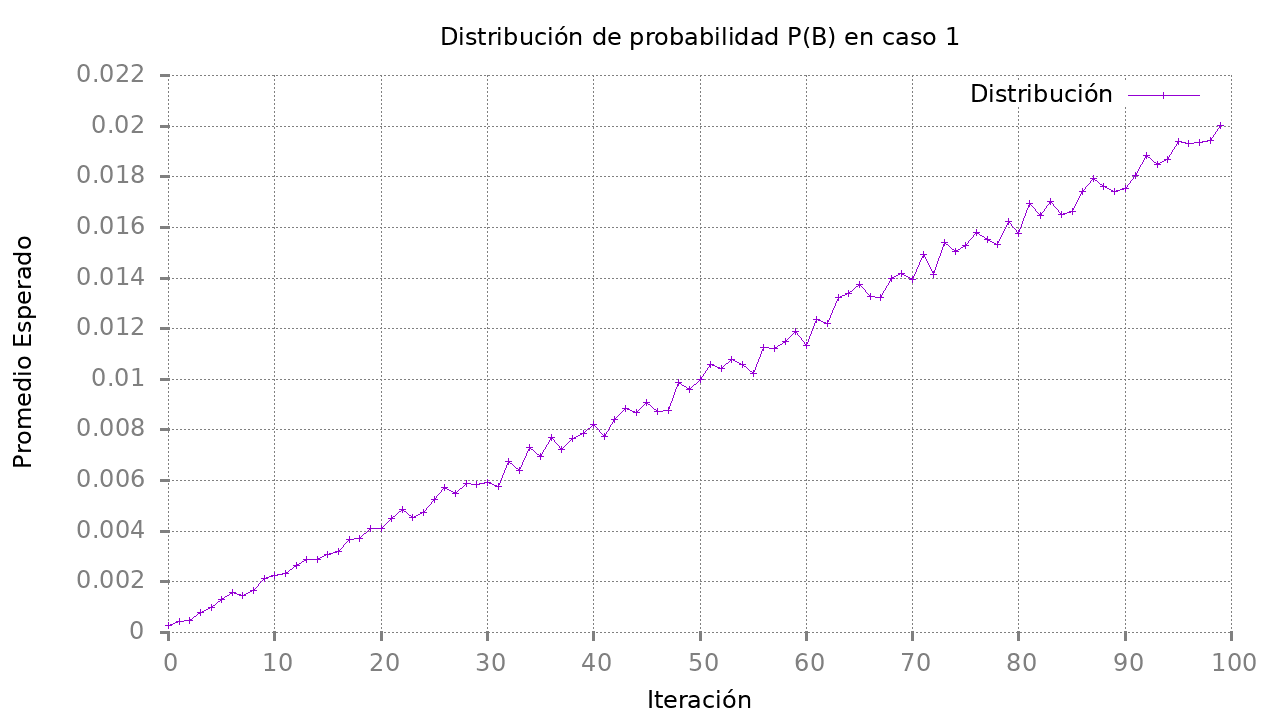 Distribución de probabilidad P(B) en caso 1
Distribución
Promedio Esperado
0.022
0.02
0.018
0.016
0.014
0.012
0.01
0.008
0.006
0.004
0.002
0
0 10 20 30 40 50 60 70 80 90 100
Iteración